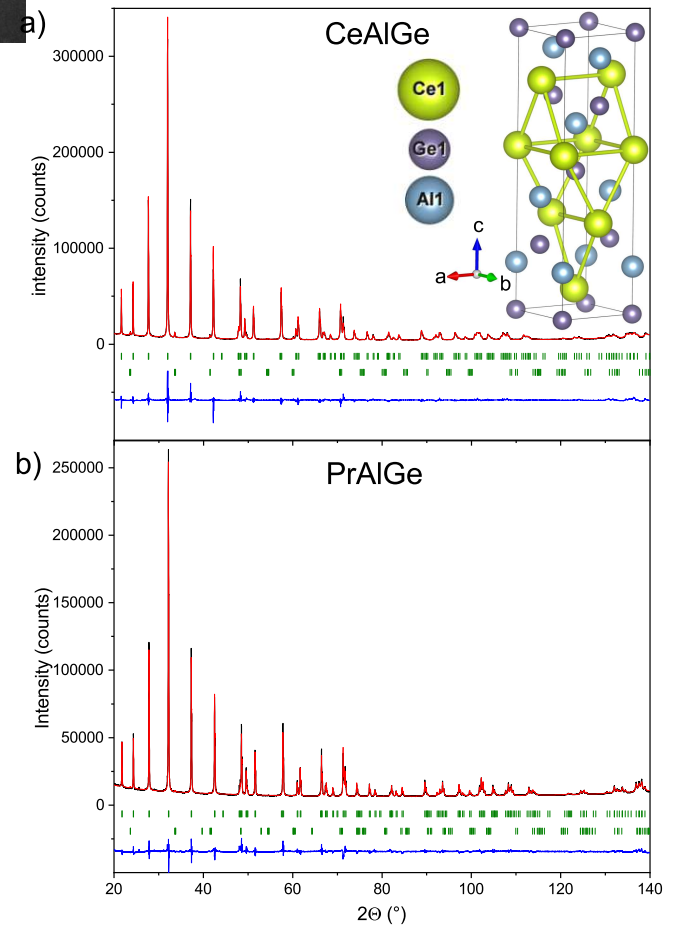 a)
CeAlGe
300000
200000
100000
0
intensity (counts)
Ce1
Ge1
Al1
c
a
b
b)
PrAlGe
250000
200000
150000
100000
50000
0
Intensity (counts)
20 40 60 80 100 120 140
2Θ (°)